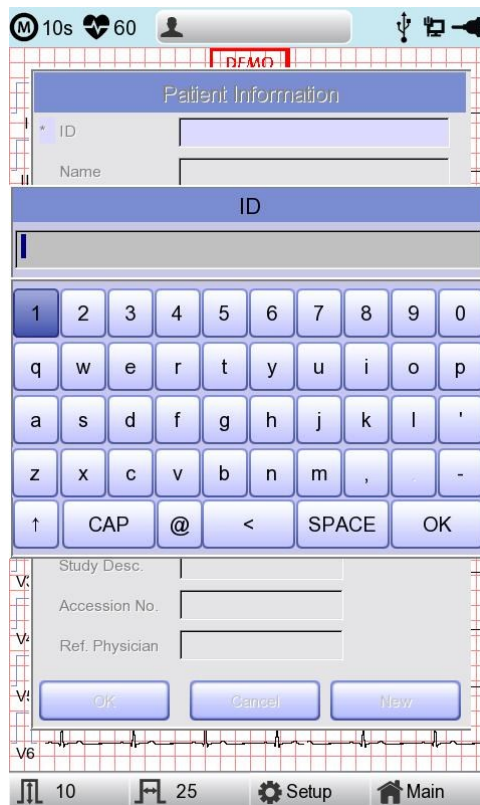 M 10s 60
DEMO
Patient Information
* ID
Name
ID
1 2 3 4 5 6 7 8 9 0
q w e r t y u i o p
a s d f g h j k l '
z x c v b n m , . -
↑ CAP @ < SPACE OK
Study Desc.
Accession No.
V4
Ref. Physician
OK Cancel New
V6
10 25 Setup Main